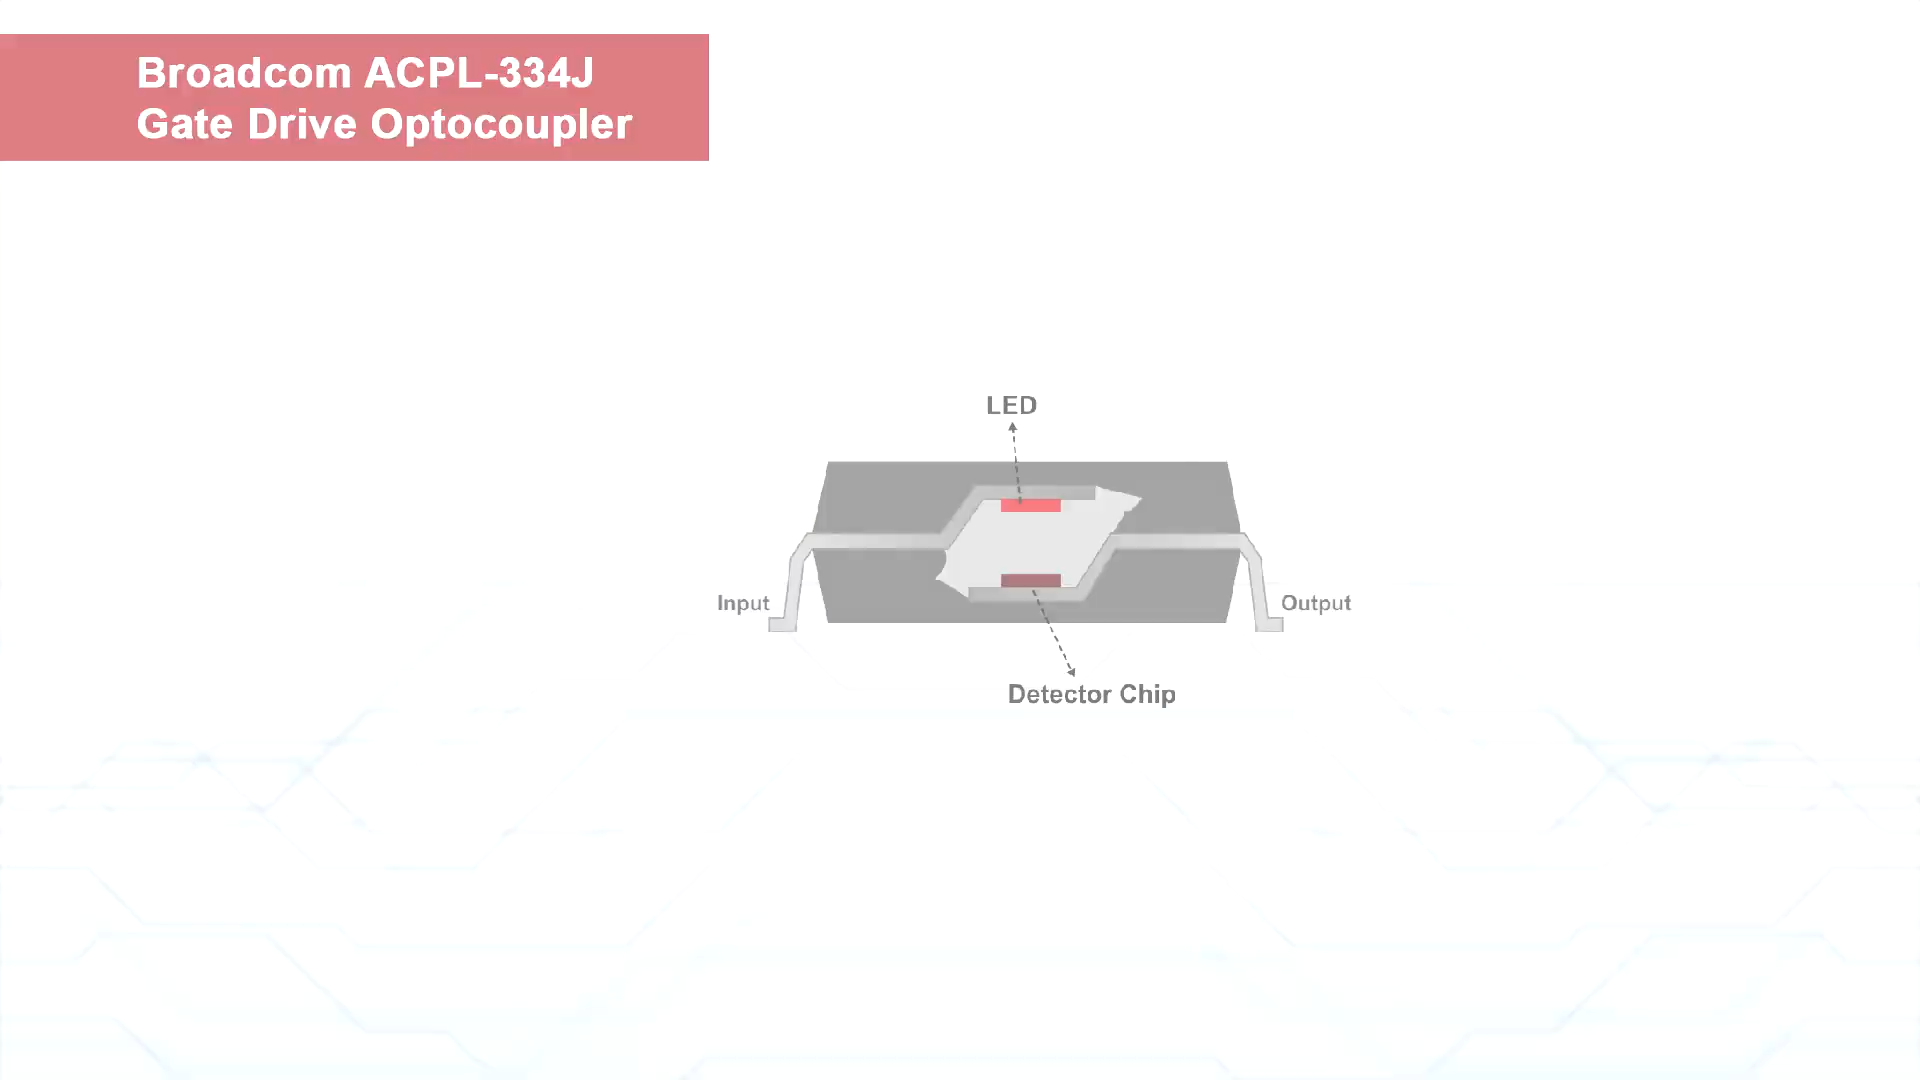 Broadcom ACPL-334J
Gate Drive Optocoupler
LED
Input
Output
Detector Chip